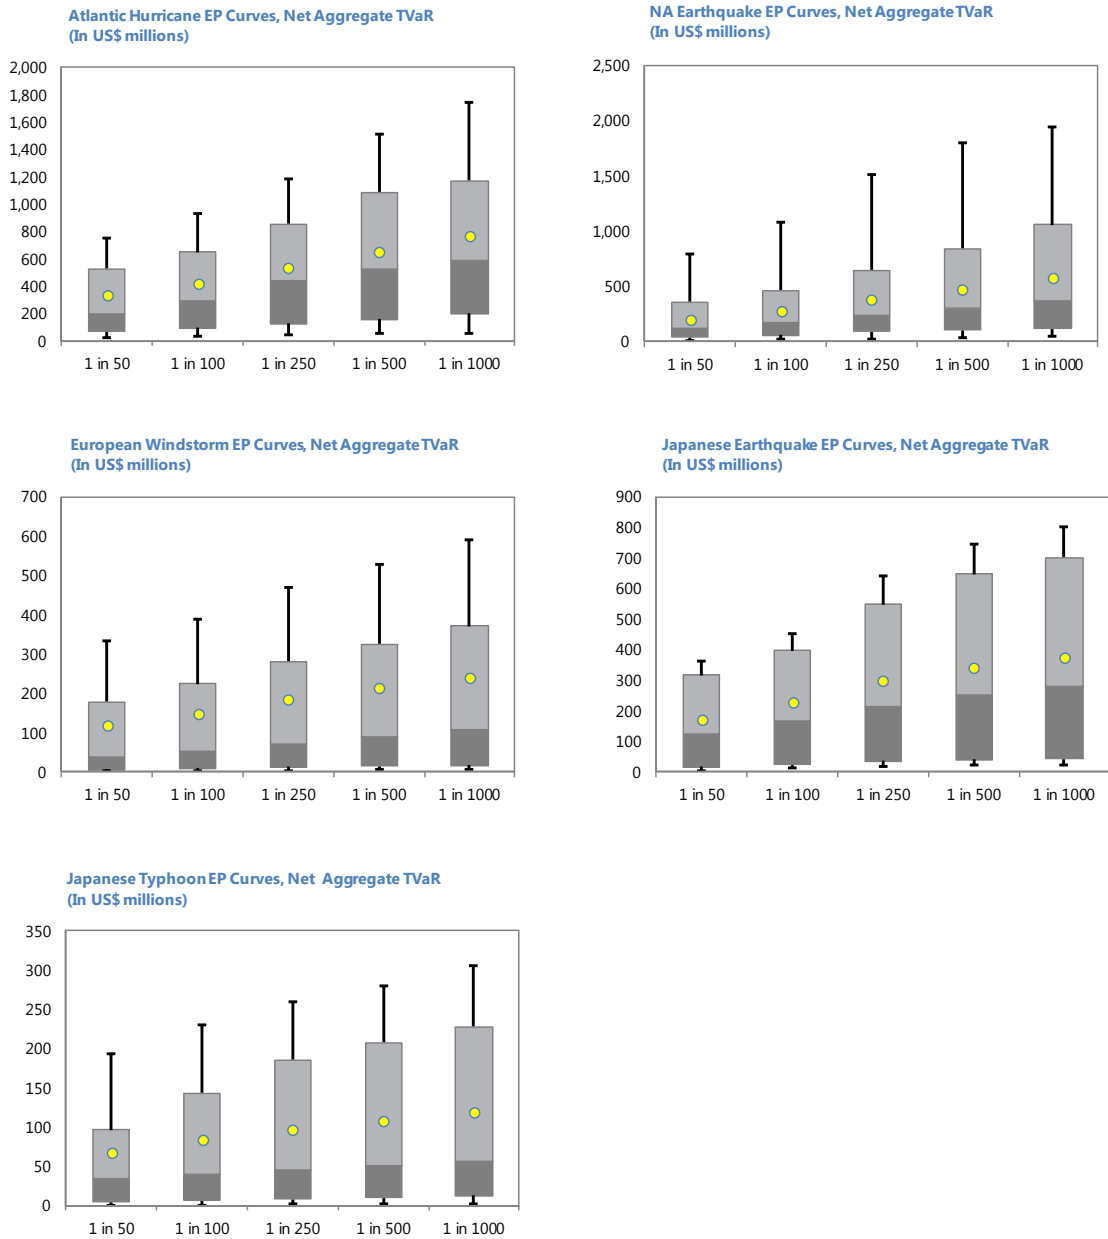 Atlantic Hurricane EP Curves, Net Aggregate TVaR
(In US$ millions)
2,000
1,800
1,600
1,400
1,200
1,000
800
600
400
200
0
1 in 50 1 in 100 1 in 250 1 in 500 1 in 1000
NA Earthquake EP Curves, Net Aggregate TVaR
(In US$ millions)
2,500
2,000
1,500
1,000
500
0
1 in 50 1 in 100 1 in 250 1 in 500 1 in 1000
European Windstorm EP Curves, Net Aggregate TVaR
(In US$ millions)
700
600
500
400
300
200
100
0
1 in 50 1 in 100 1 in 250 1 in 500 1 in 1000
Japanese Earthquake EP Curves, Net Aggregate TVaR
(In US$ millions)
900
800
700
600
500
400
300
200
100
0
1 in 50 1 in 100 1 in 250 1 in 500 1 in 1000
Japanese Typhoon EP Curves, Net Aggregate TVaR
(In US$ millions)
350
300
250
200
150
100
50
0
1 in 50 1 in 100 1 in 250 1 in 500 1 in 1000